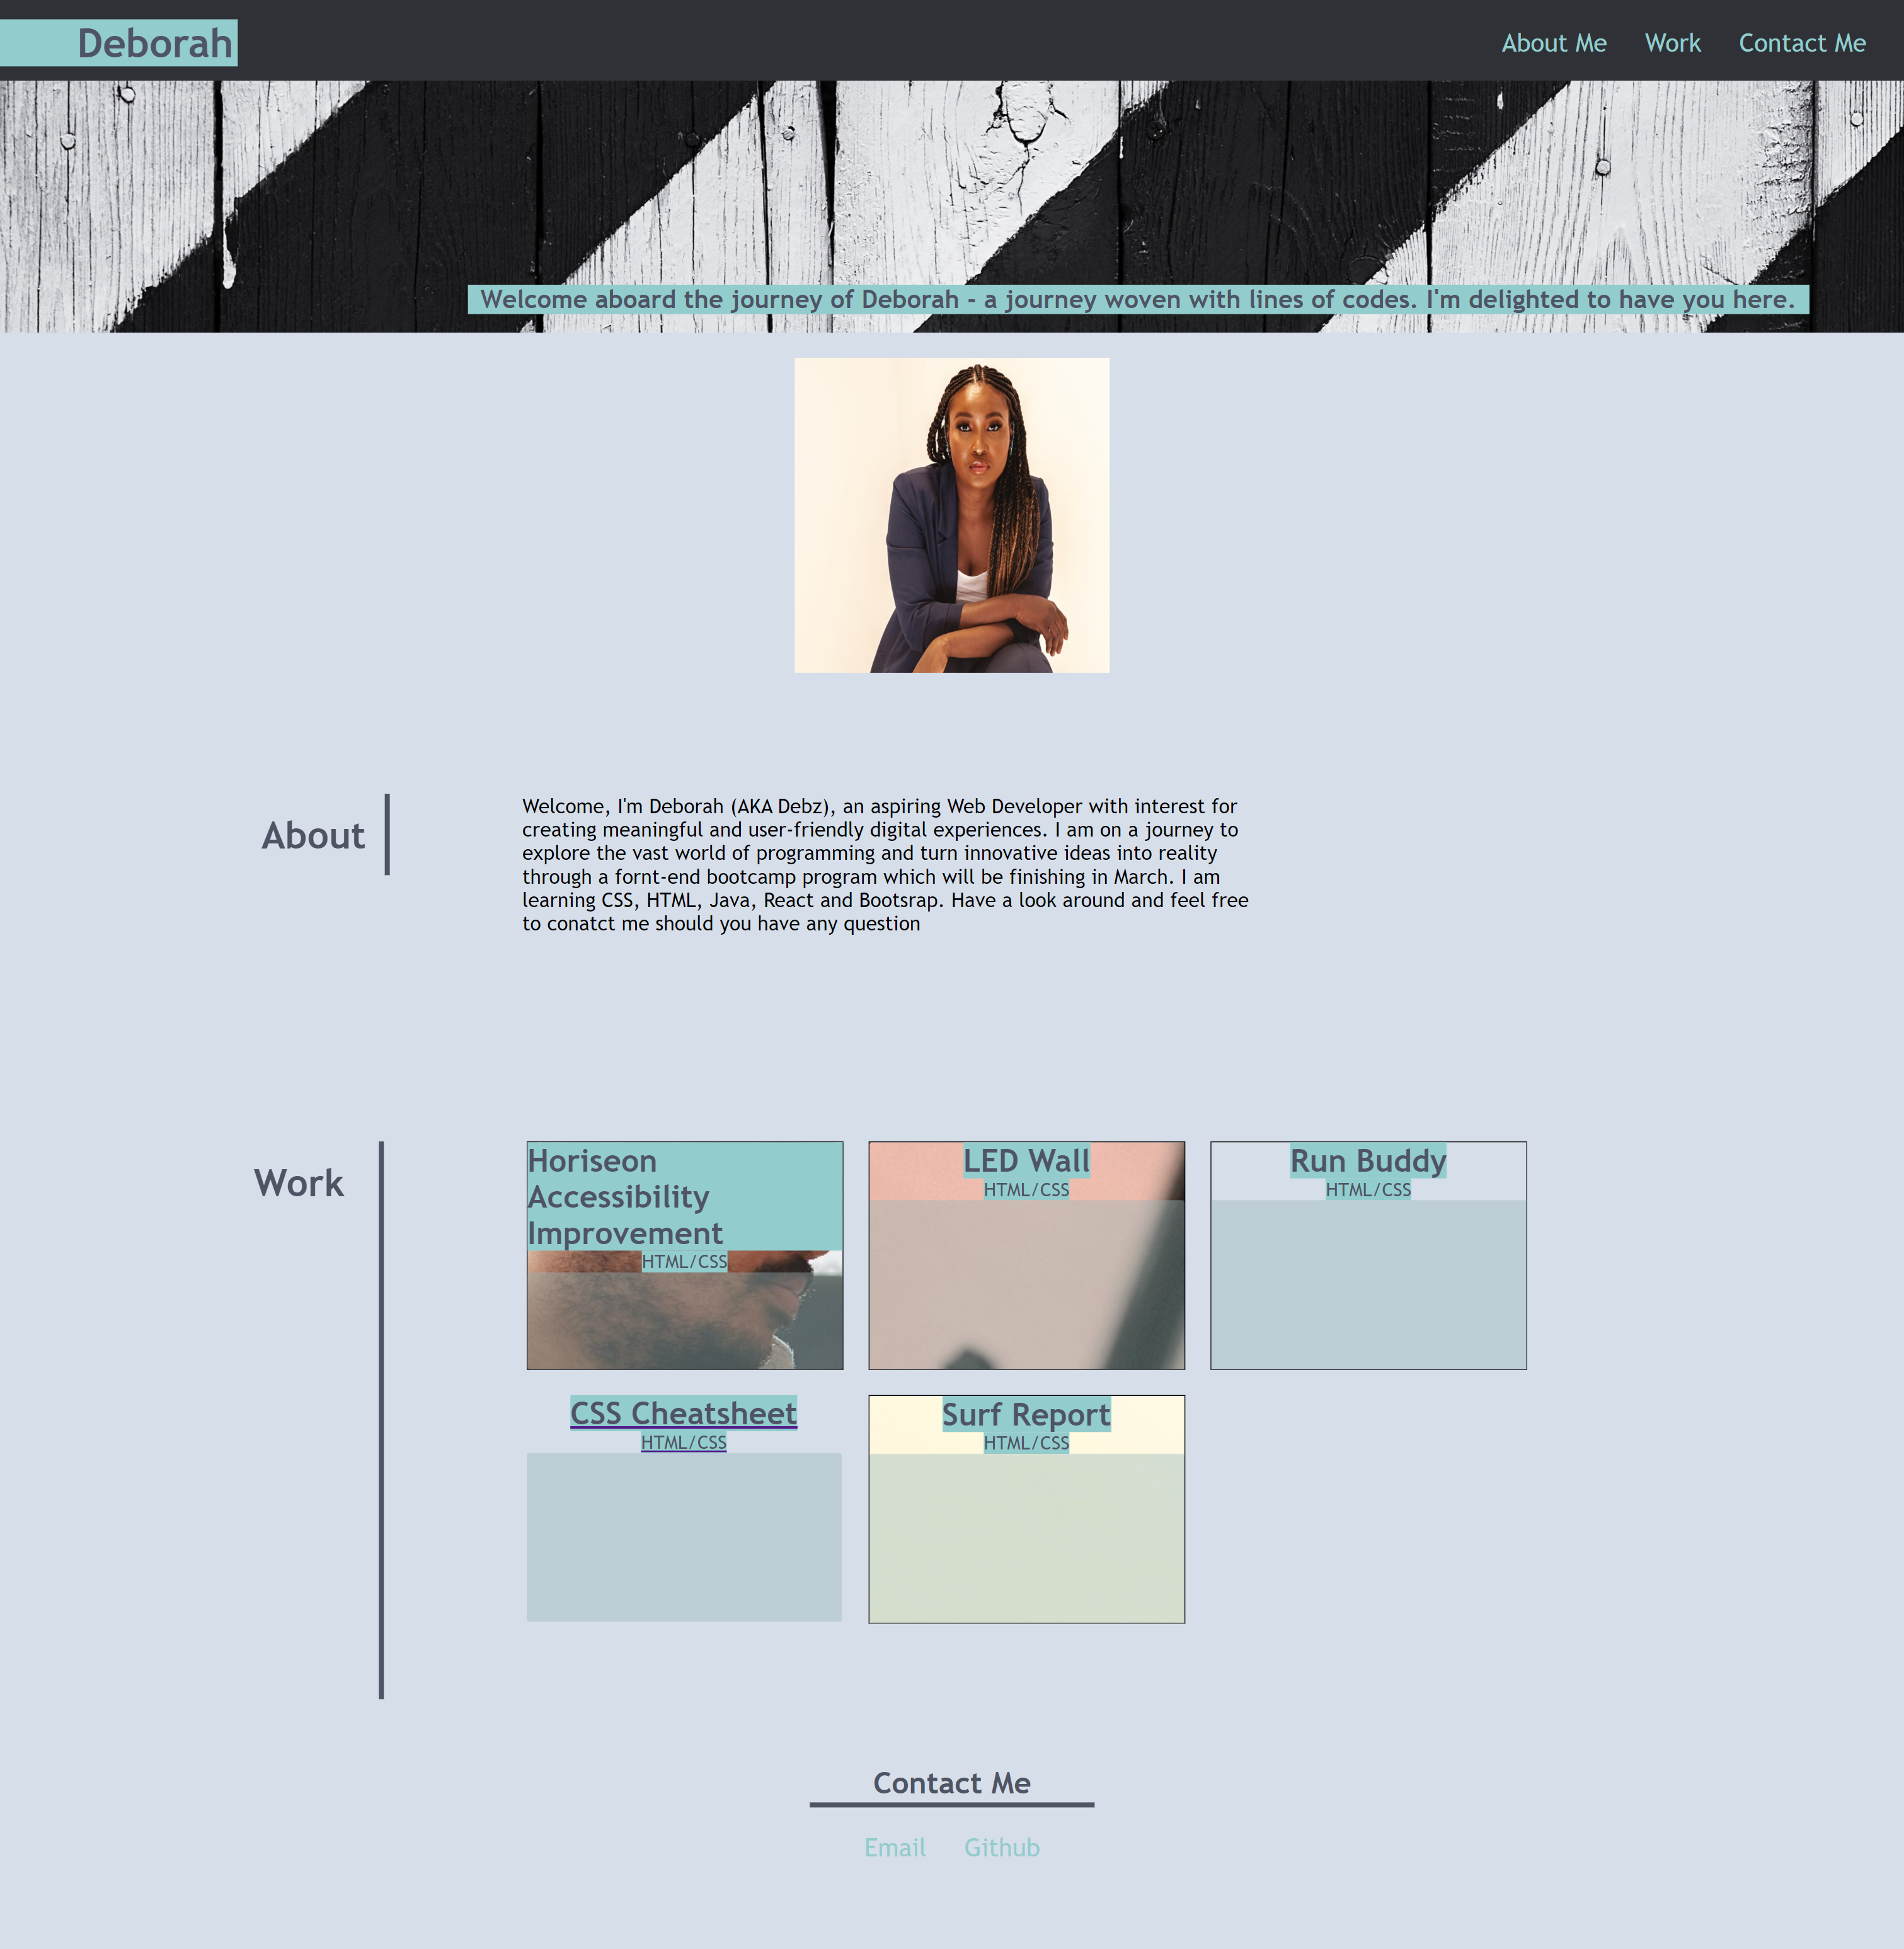 Deborah
About Me
Work
Contact Me
Welcome aboard the journey of Deborah - a journey woven with lines of codes. I'm delighted to have you here.
About
Welcome, I'm Deborah (AKA Debz), an aspiring Web Developer with interest for
creating meaningful and user-friendly digital experiences. I am on a journey to
explore the vast world of programming and turn innovative ideas into reality
through a fornt-end bootcamp program which will be finishing in March. I am
learning CSS, HTML, Java, React and Bootsrap. Have a look around and feel free
to conatct me should you have any question
Work
Horiseon
Accessibility
Improvement
HTML/CSS
LED Wall
HTML/CSS
Run Buddy
HTML/CSS
CSS Cheatsheet
HTML/CSS
Surf Report
HTML/CSS
Contact Me
Email
Github